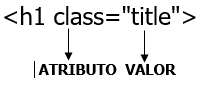 <h1 class="title">
ATRIBUTO VALOR